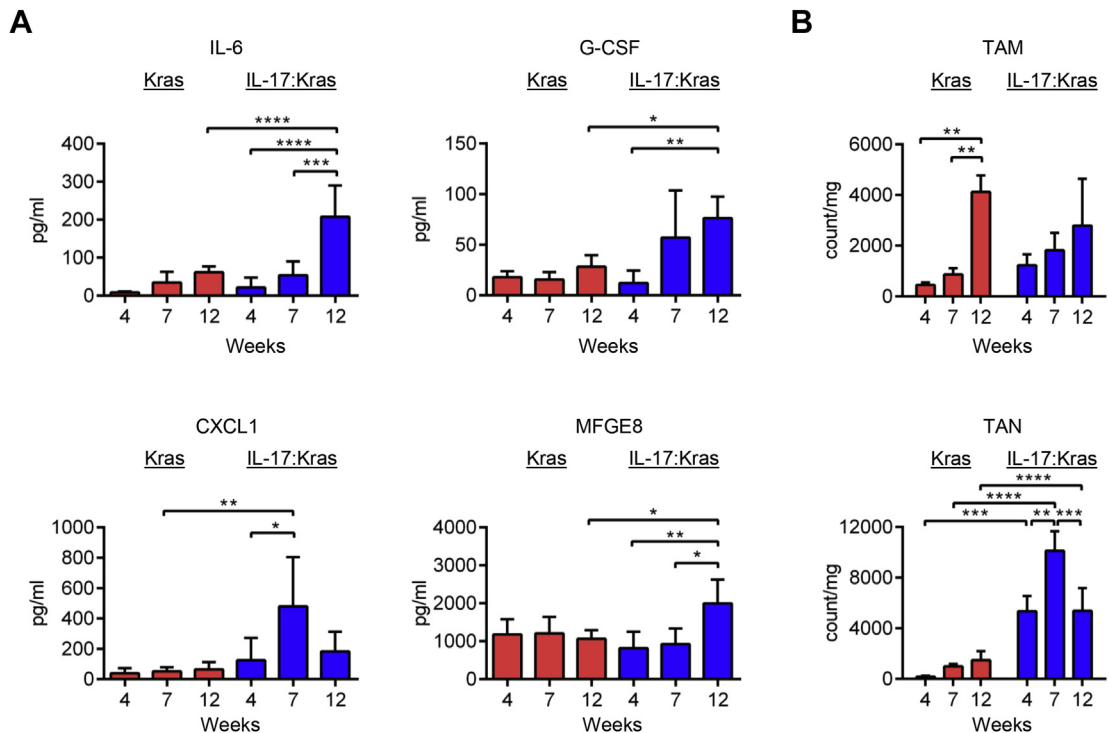 A
B
IL-6
Kras IL-17:Kras
****
****
***
400
300
200
100
0
pg/ml
4 7 12 4 7 12
Weeks
G-CSF
Kras IL-17:Kras
*
**
150
100
50
0
pg/ml
4 7 12 4 7 12
Weeks
TAM
Kras IL-17:Kras
**
**
6000
4000
2000
0
count/mg
4 7 12 4 7 12
Weeks
CXCL1
Kras IL-17:Kras
**
*
1000
800
600
400
200
0
pg/ml
4 7 12 4 7 12
Weeks
MFGE8
Kras IL-17:Kras
*
**
*
4000
3000
2000
1000
0
pg/ml
4 7 12 4 7 12
Weeks
TAN
Kras IL-17:Kras
****
****
*** ** ***
12000
8000
4000
0
count/mg
4 7 12 4 7 12
Weeks